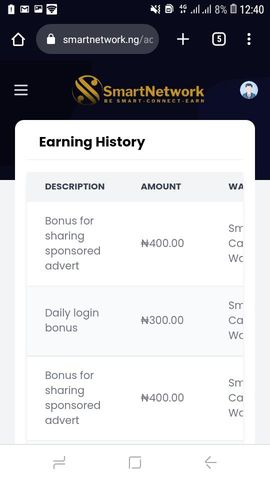 8% 12:40
smartnetwork.ng/ac
5
SmartNetwork
BE SMART-CONNECT-EARN
Earning History
DESCRIPTION AMOUNT WA
Bonus for
sharing
sponsored
advert
₦400.00
Sm
Ca
Wa
Daily login
bonus
₦300.00
Sm
Ca
Wa
Bonus for
sharing
sponsored
advert
₦400.00
Sm
Ca
Wa